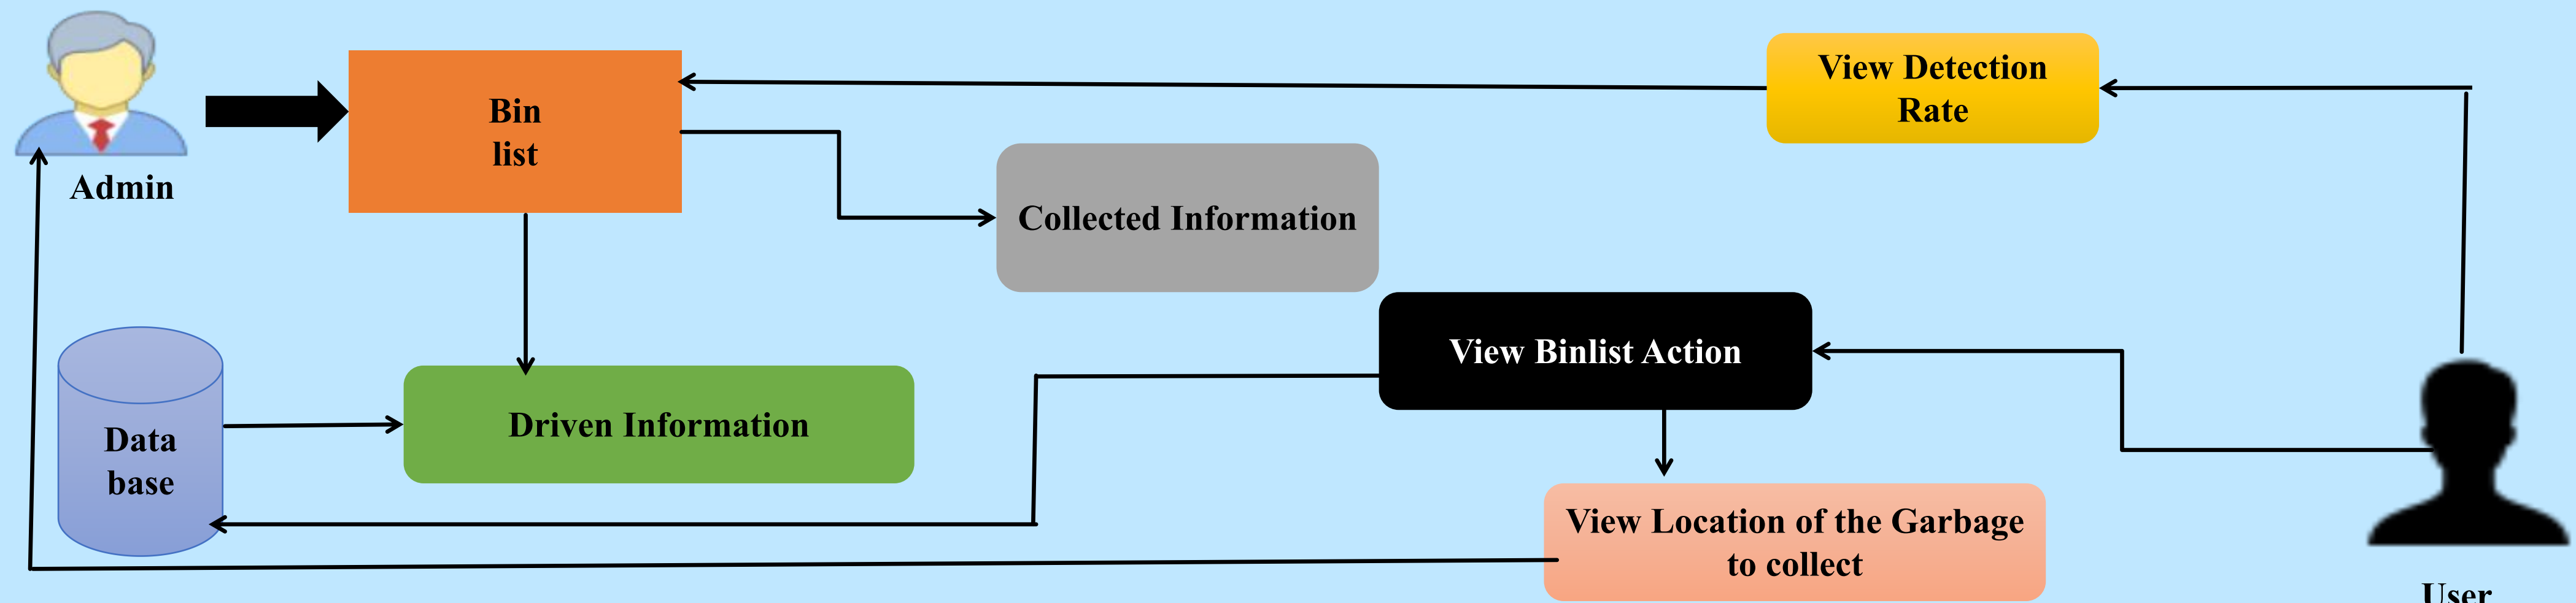 Admin
Bin
list
View Detection
Rate
Collected Information
View Binlist Action
Data
base
Driven Information
View Location of the Garbage
to collect
User